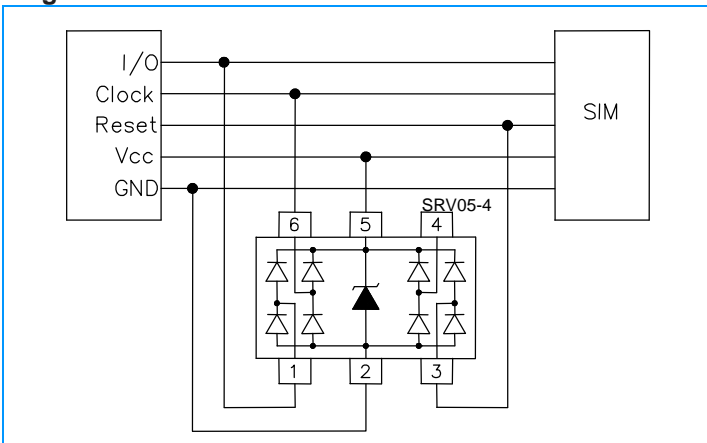 I/O
Clock
Reset
Vcc
GND
SIM
SRV05-4
6 5 4
1 2 3